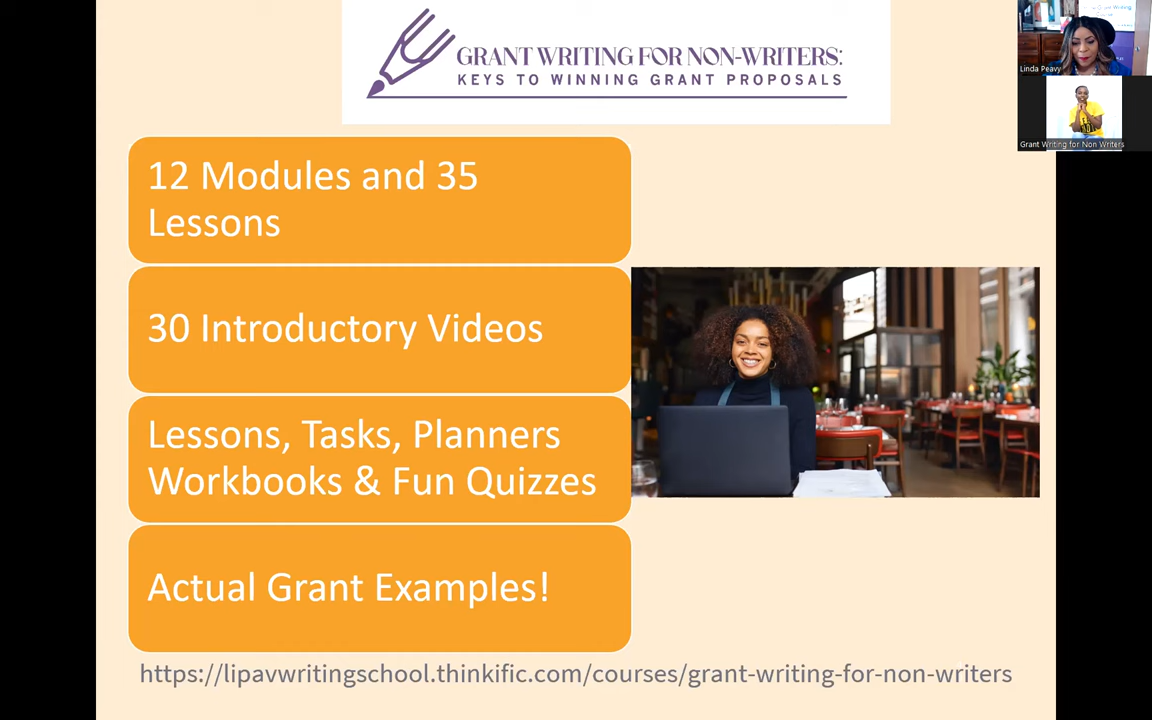 GRANT WRITING FOR NON-WRITERS:
KEYS TO WINNING GRANT PROPOSALS
Linda Peavy
Grant Writing for Non Writers
12 Modules and 35
Lessons
30 Introductory Videos
Lessons, Tasks, Planners
Workbooks & Fun Quizzes
Actual Grant Examples!
https://lipavwritingschool.thinkific.com/courses/grant-writing-for-non-writers